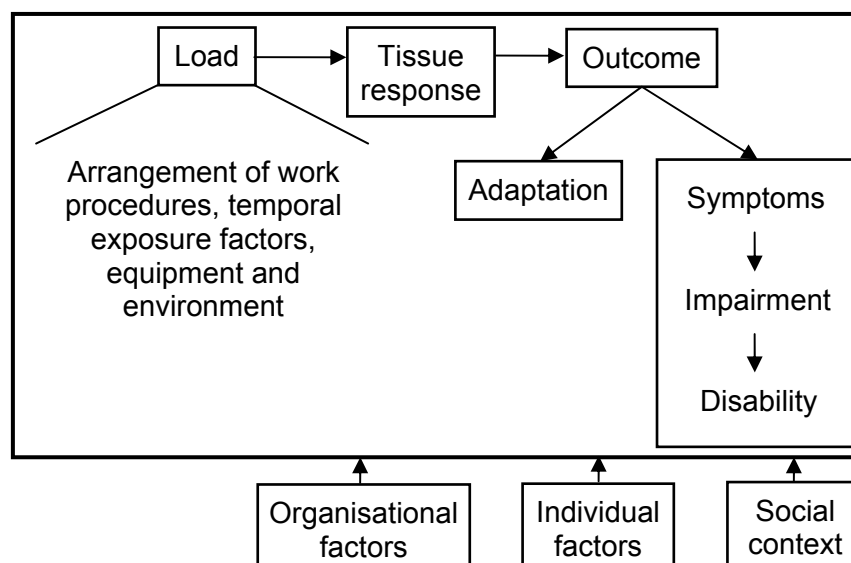 Load
Tissue
response
Outcome
Arrangement of work
procedures, temporal
exposure factors,
equipment and
environment
Adaptation
Symptoms
Impairment
Disability
Organisational
factors
Individual
factors
Social
context